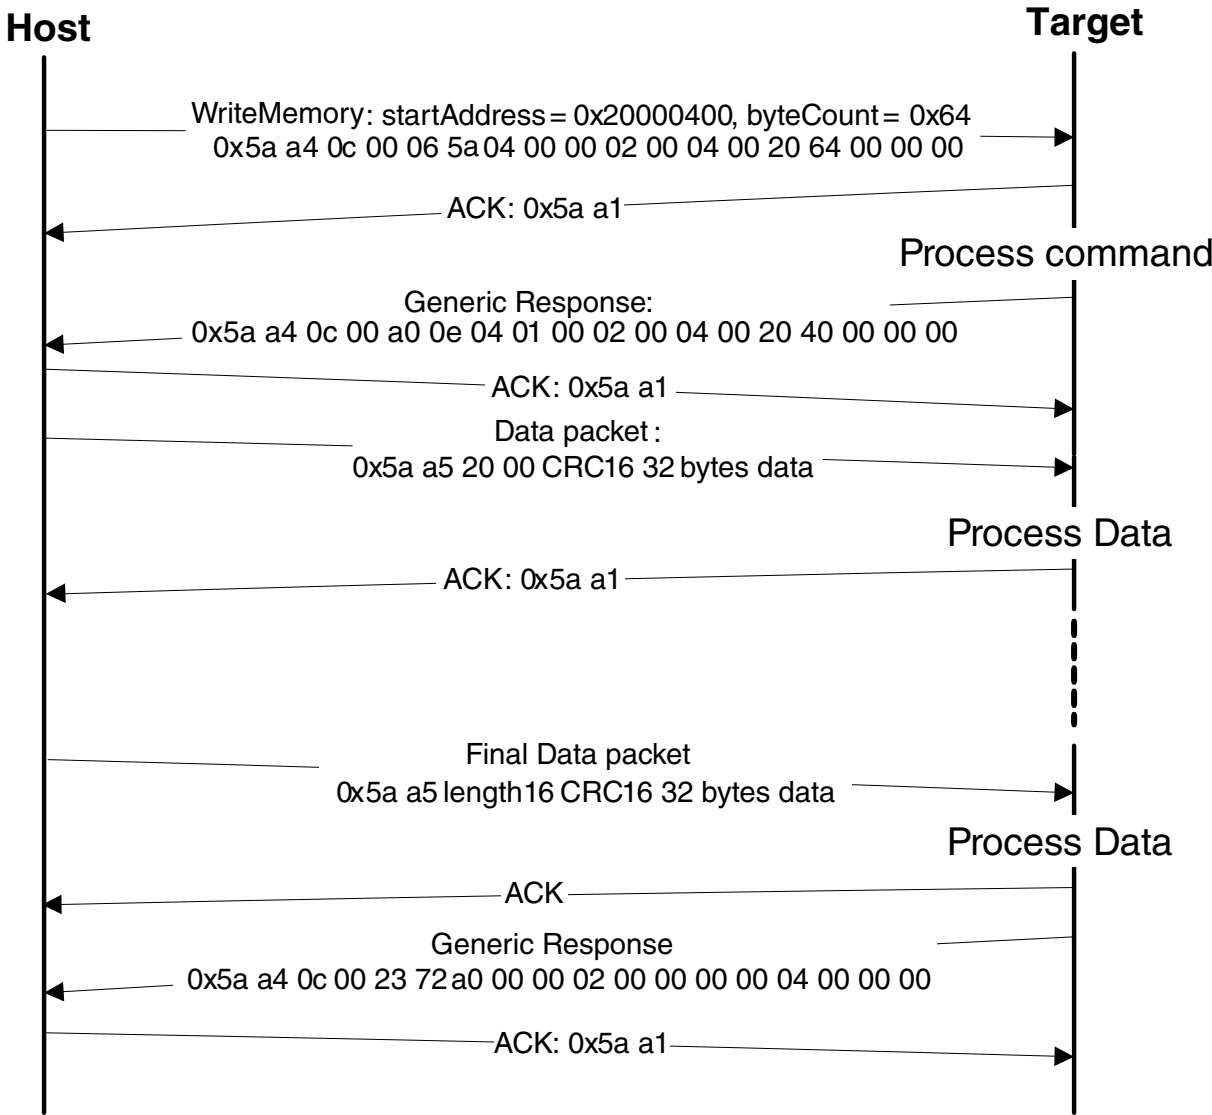 Host
Target
WriteMemory: startAddress = 0x20000400, byteCount = 0x64
0x5a a4 0c 00 06 5a 04 00 00 02 00 04 00 20 64 00 00 00
ACK: 0x5a a1
Process command
Generic Response:
0x5a a4 0c 00 a0 0e 04 01 00 02 00 04 00 20 40 00 00 00
ACK: 0x5a a1
Data packet :
0x5a a5 20 00 CRC16 32 bytes data
Process Data
ACK: 0x5a a1
Final Data packet
0x5a a5 length16 CRC16 32 bytes data
Process Data
ACK
Generic Response
0x5a a4 0c 00 23 72 a0 00 00 02 00 00 00 00 04 00 00 00
ACK: 0x5a a1